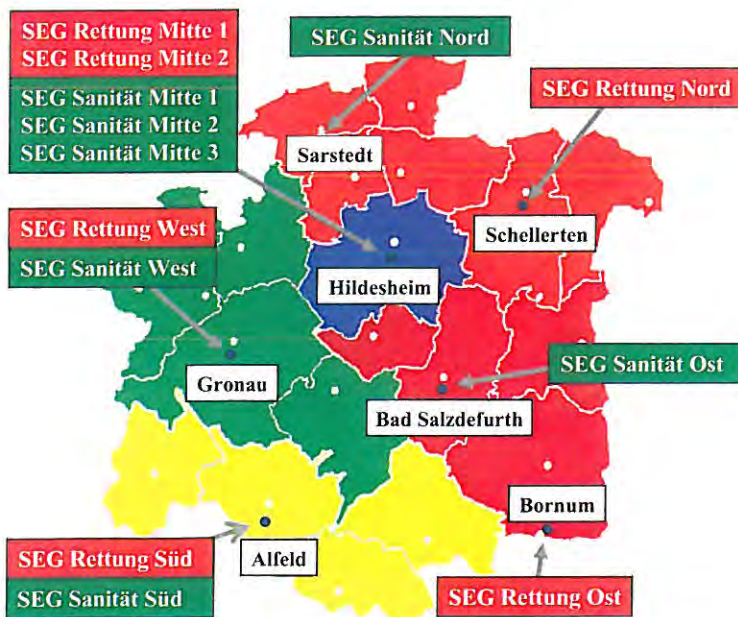 SEG Rettung Mitte 1
SEG Rettung Mitte 2
SEG Sanität Mitte 1
SEG Sanität Mitte 2
SEG Sanität Mitte 3
SEG Sanität Nord
SEG Rettung Nord
Sarstedt
Schellerten
SEG Rettung West
SEG Sanität West
Hildesheim
SEG Sanität Ost
Gronau
Bad Salzdefurth
Bornum
SEG Rettung Süd
SEG Sanität Süd
Alfeld
SEG Rettung Ost